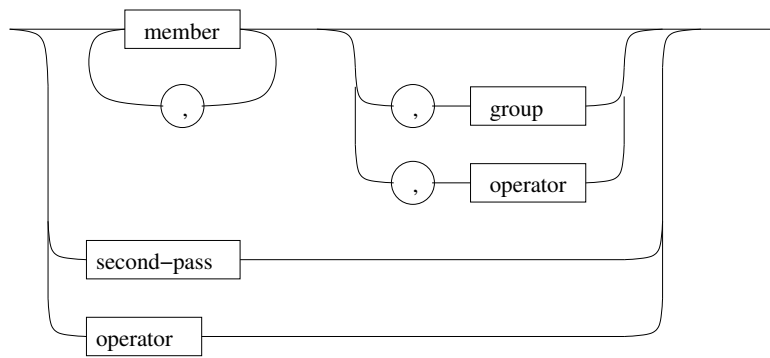 member
,
, group
, operator
second−pass
operator